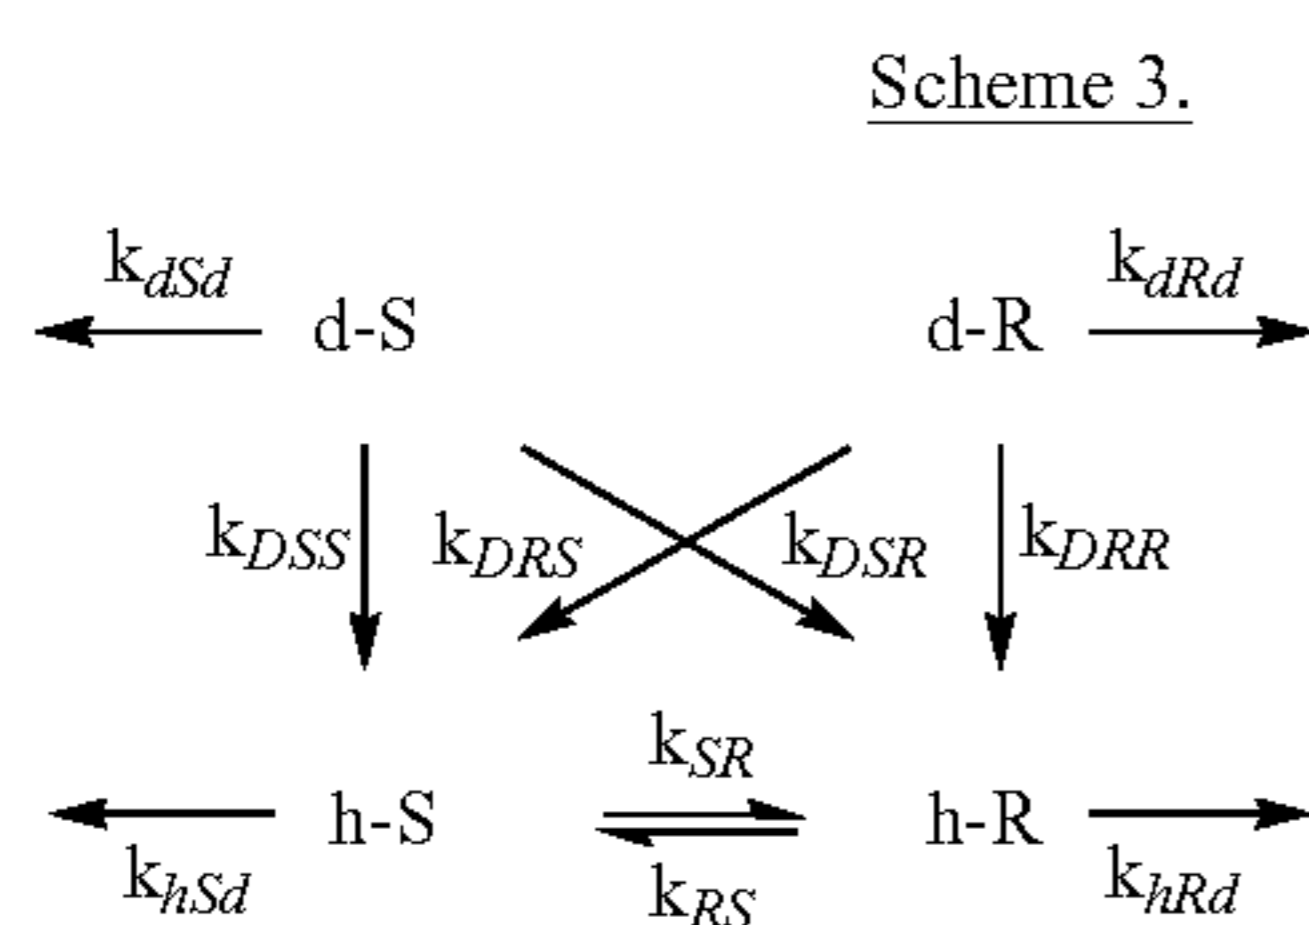 Scheme 3.
kdSd d-S d-R kdRd
kDSS kDRS kDSR kDRR
kSR
h-S h-R
khSd kRS khRd